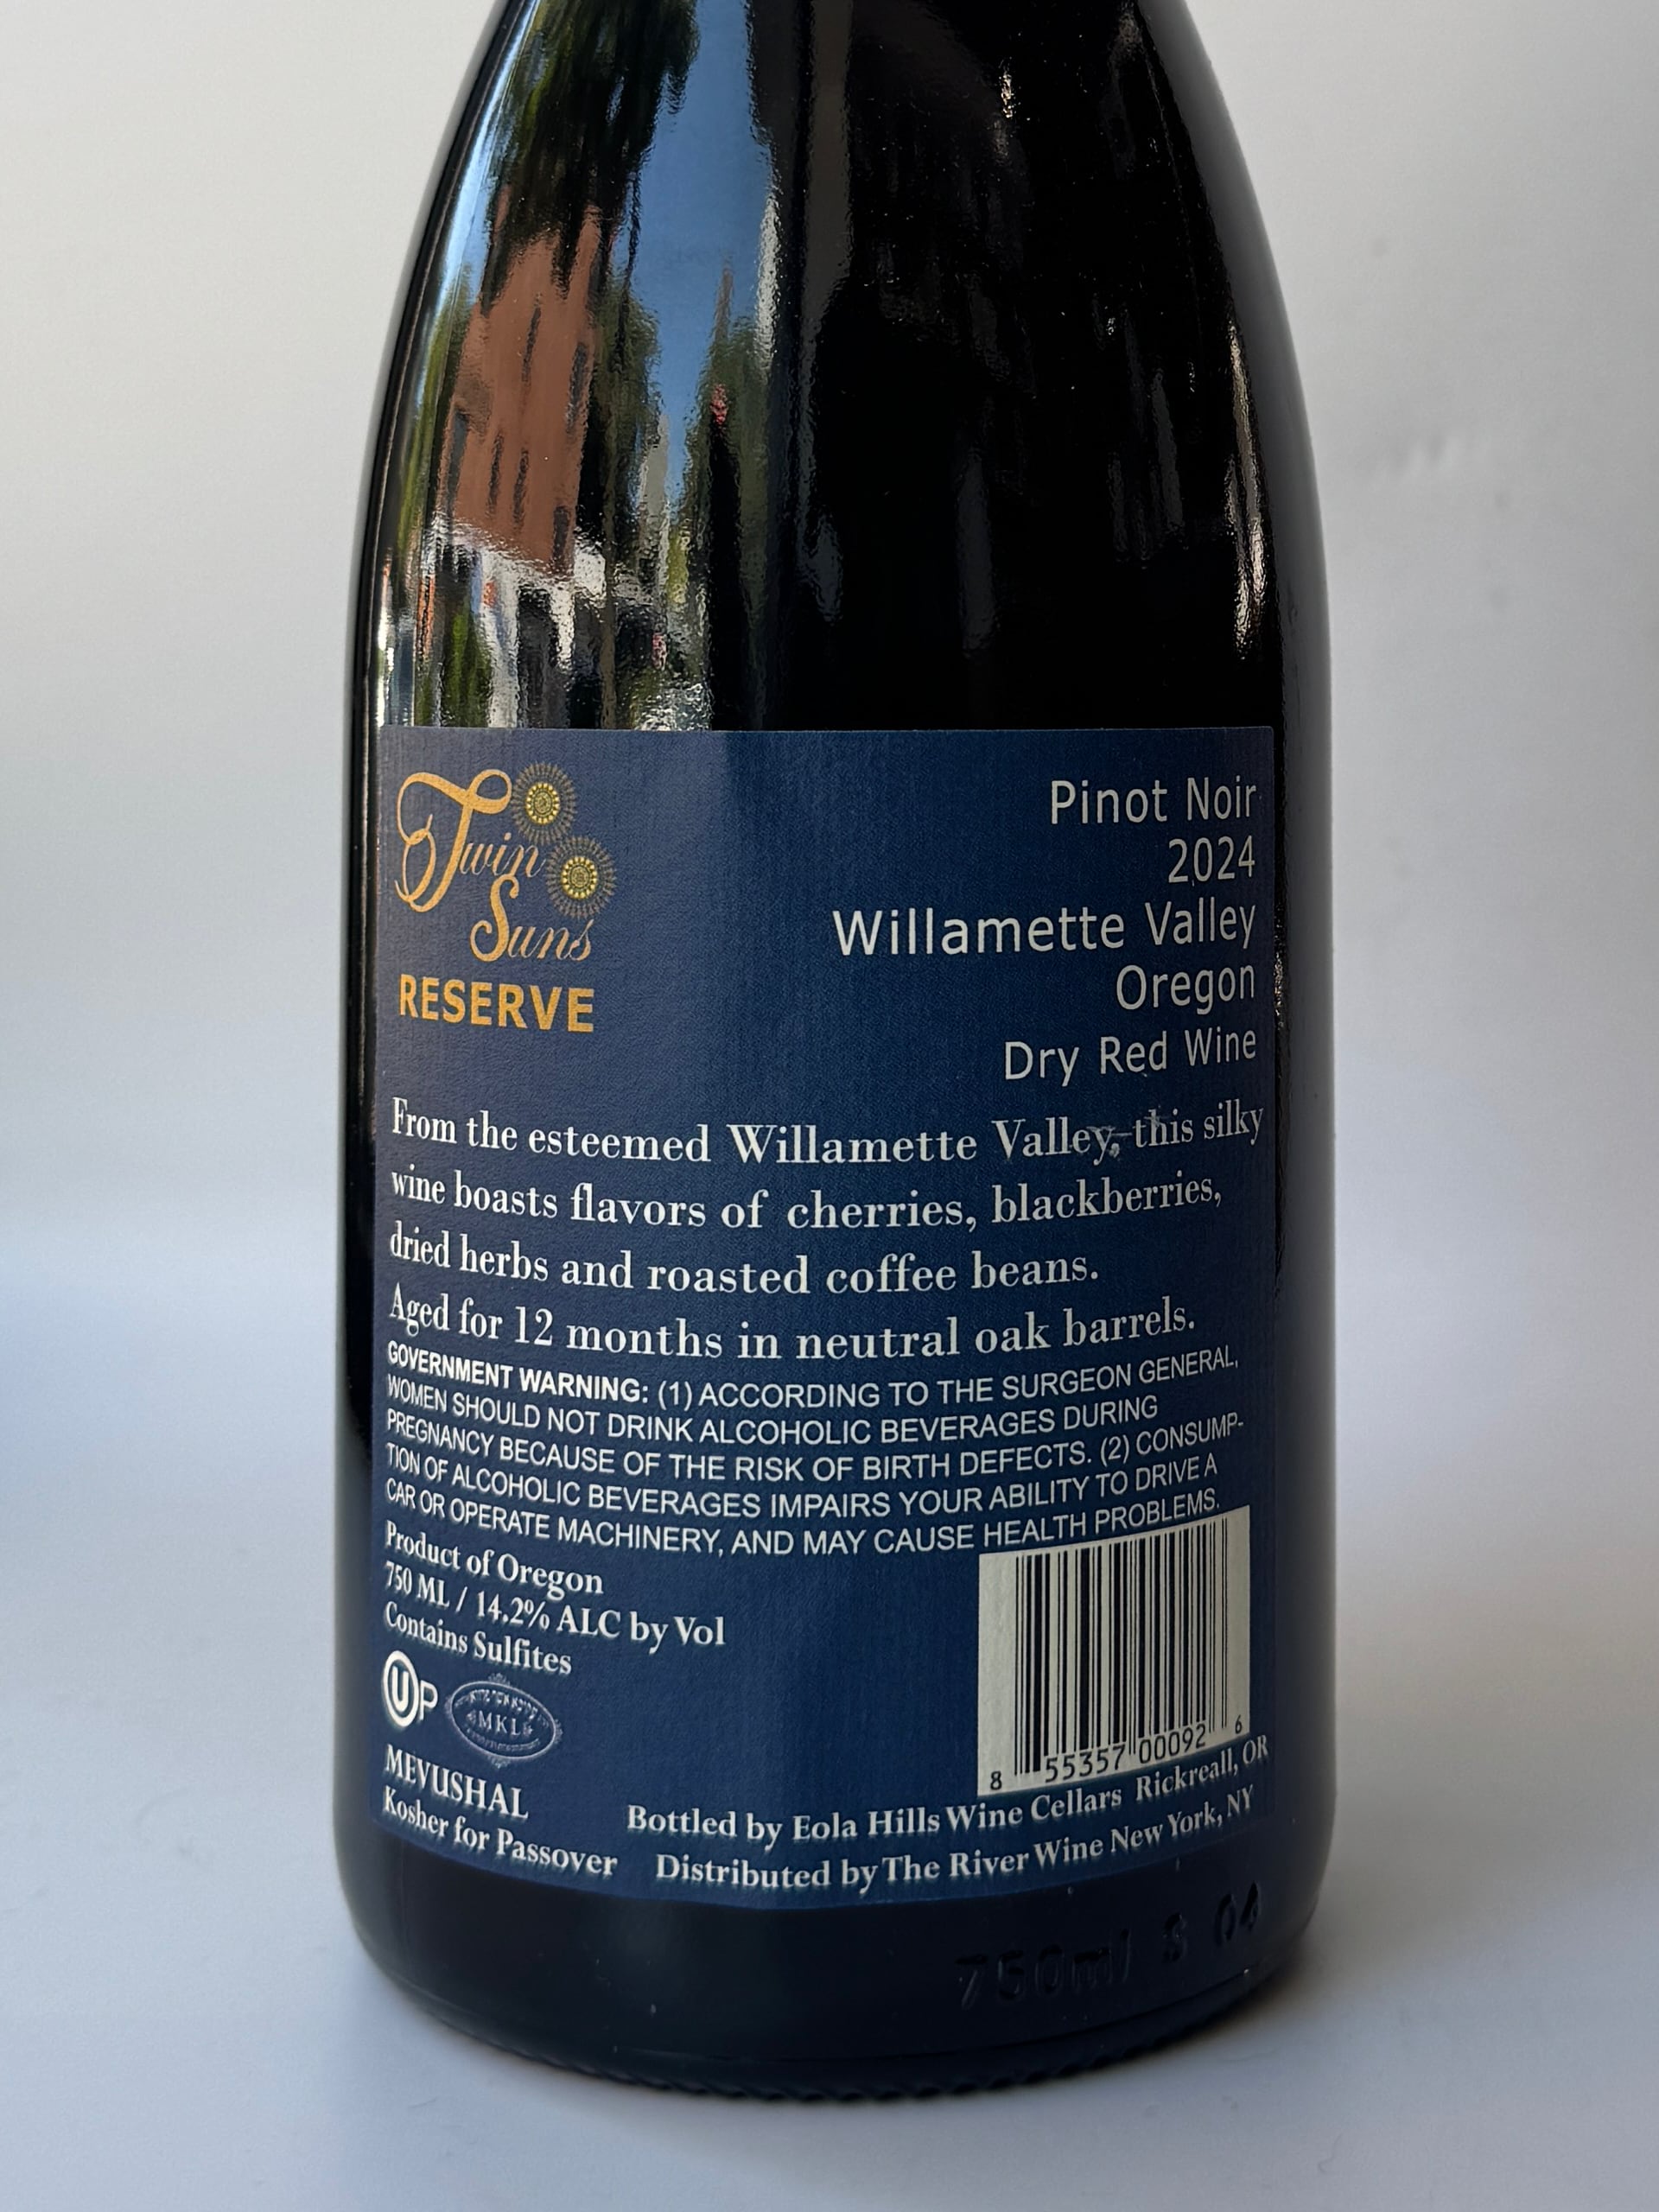 Twin
Suns
RESERVE
Pinot Noir
2024
Willamette Valley
Oregon
Dry Red Wine
From the esteemed Willamette Valley, this silky
wine boasts flavors of cherries, blackberries,
dried herbs and roasted coffee beans.
Aged for 12 months in neutral oak barrels.
GOVERNMENT WARNING: (1) ACCORDING TO THE SURGEON GENERAL,
WOMEN SHOULD NOT DRINK ALCOHOLIC BEVERAGES DURING
PREGNANCY BECAUSE OF THE RISK OF BIRTH DEFECTS. (2) CONSUMP-
TION OF ALCOHOLIC BEVERAGES IMPAIRS YOUR ABILITY TO DRIVE A
CAR OR OPERATE MACHINERY, AND MAY CAUSE HEALTH PROBLEMS.
Product of Oregon
750 ML / 14.2% ALC by Vol
Contains Sulfites
UP
MKL
MEVUSHAL
Kosher for Passover
8 55357 00092 6
Bottled by Eola Hills Wine Cellars Rickreall, OR
Distributed by The River Wine New York, NY
750ml 8 04